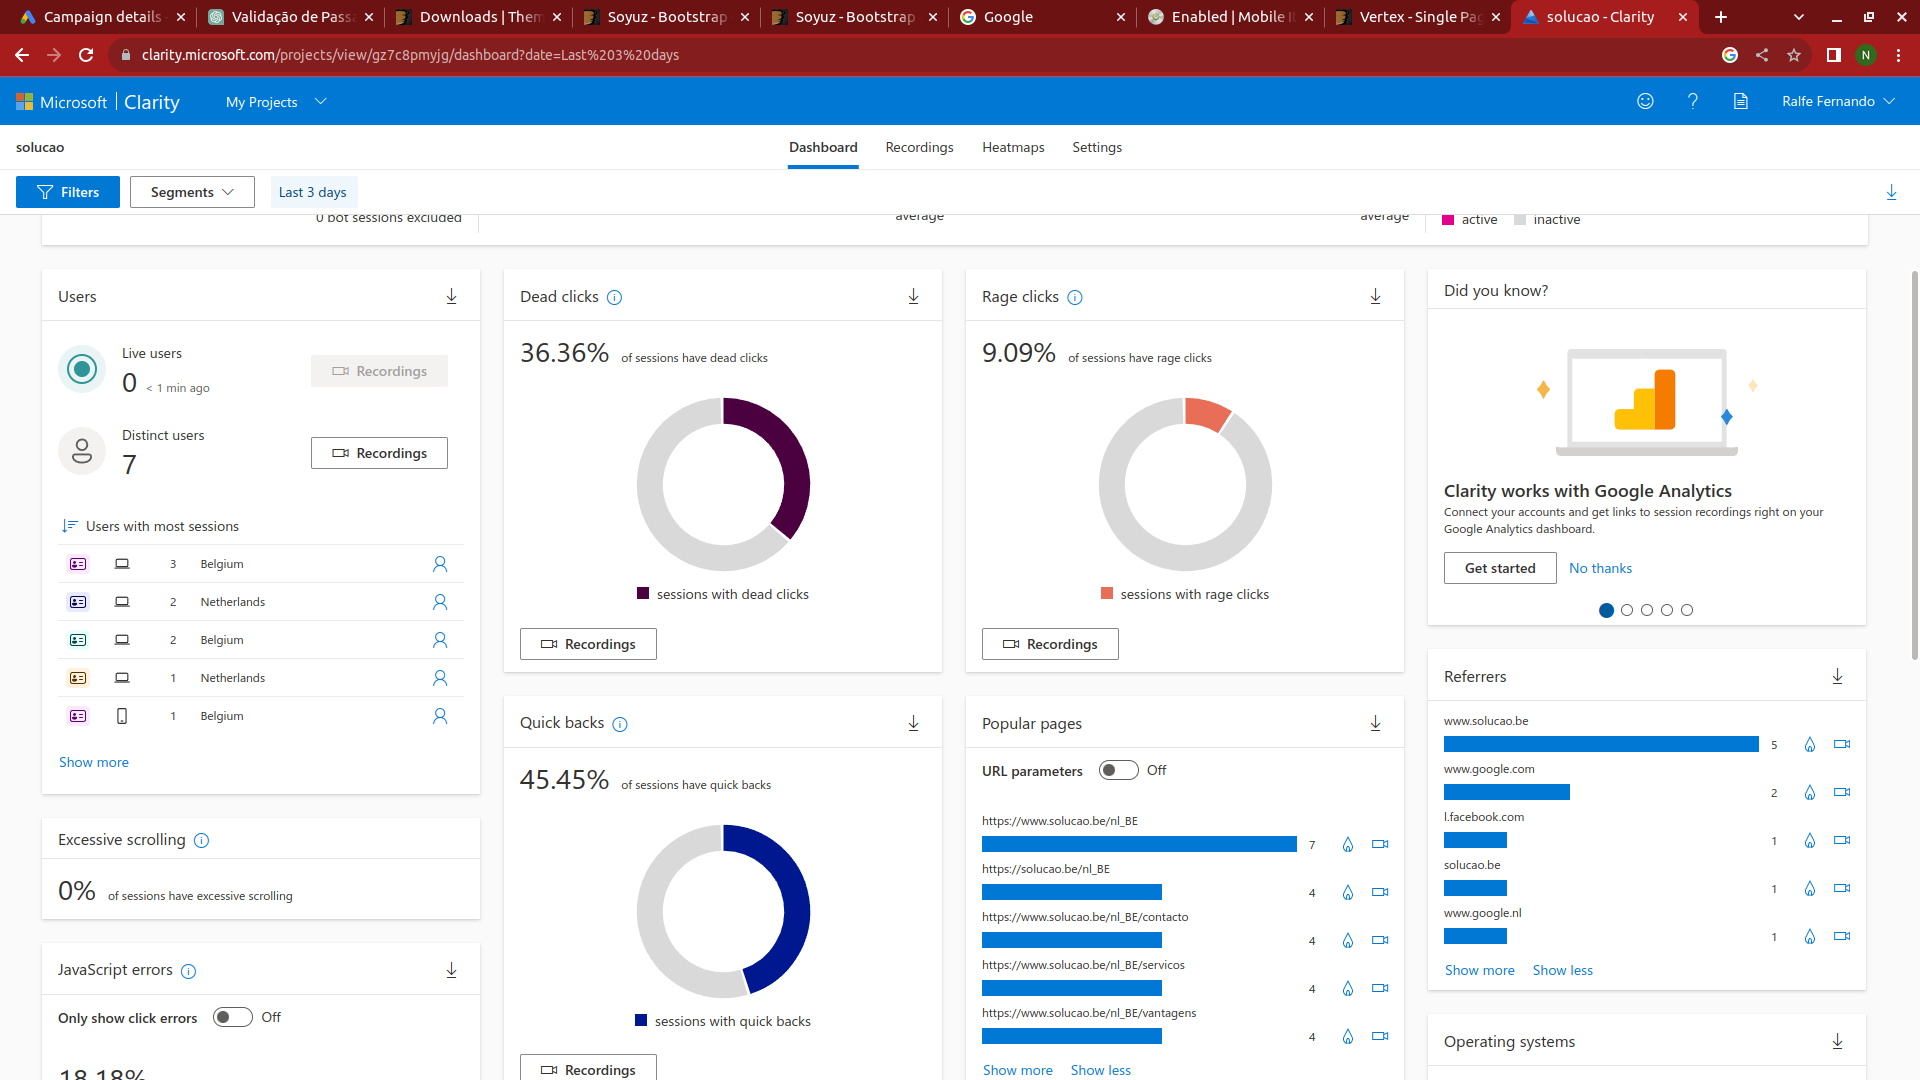 Campaign details
Validação de Passa
Downloads | Them
Soyuz - Bootstrap
Soyuz - Bootstrap
Google
Enabled | Mobile
Vertex - Single Pag
solucao - Clarity
clarity.microsoft.com/projects/view/gz7c8pmyjg/dashboard?date=Last%203%20days
N
Microsoft | Clarity
My Projects
Ralfe Fernando
solucao
Dashboard
Recordings
Heatmaps
Settings
Filters
Segments
Last 3 days
0 bot sessions excluded
average
average
active
inactive
Users
Live users
0 < 1 min ago
Recordings
Distinct users
7
Recordings
Users with most sessions
3 Belgium
2 Netherlands
2 Belgium
1 Netherlands
1 Belgium
Show more
Excessive scrolling
0% of sessions have excessive scrolling
JavaScript errors
Only show click errors
Off
18.18%
Dead clicks
36.36% of sessions have dead clicks
sessions with dead clicks
Recordings
Quick backs
45.45% of sessions have quick backs
sessions with quick backs
Recordings
Rage clicks
9.09% of sessions have rage clicks
sessions with rage clicks
Recordings
Popular pages
URL parameters
Off
https://www.solucao.be/nl_BE
7
https://solucao.be/nl_BE
4
https://www.solucao.be/nl_BE/contacto
4
https://www.solucao.be/nl_BE/servicos
4
https://www.solucao.be/nl_BE/vantagens
4
Show more
Show less
Did you know?
Clarity works with Google Analytics
Connect your accounts and get links to session recordings right on your
Google Analytics dashboard.
Get started
No thanks
Referrers
www.solucao.be
5
www.google.com
2
l.facebook.com
1
solucao.be
1
www.google.nl
1
Show more
Show less
Operating systems